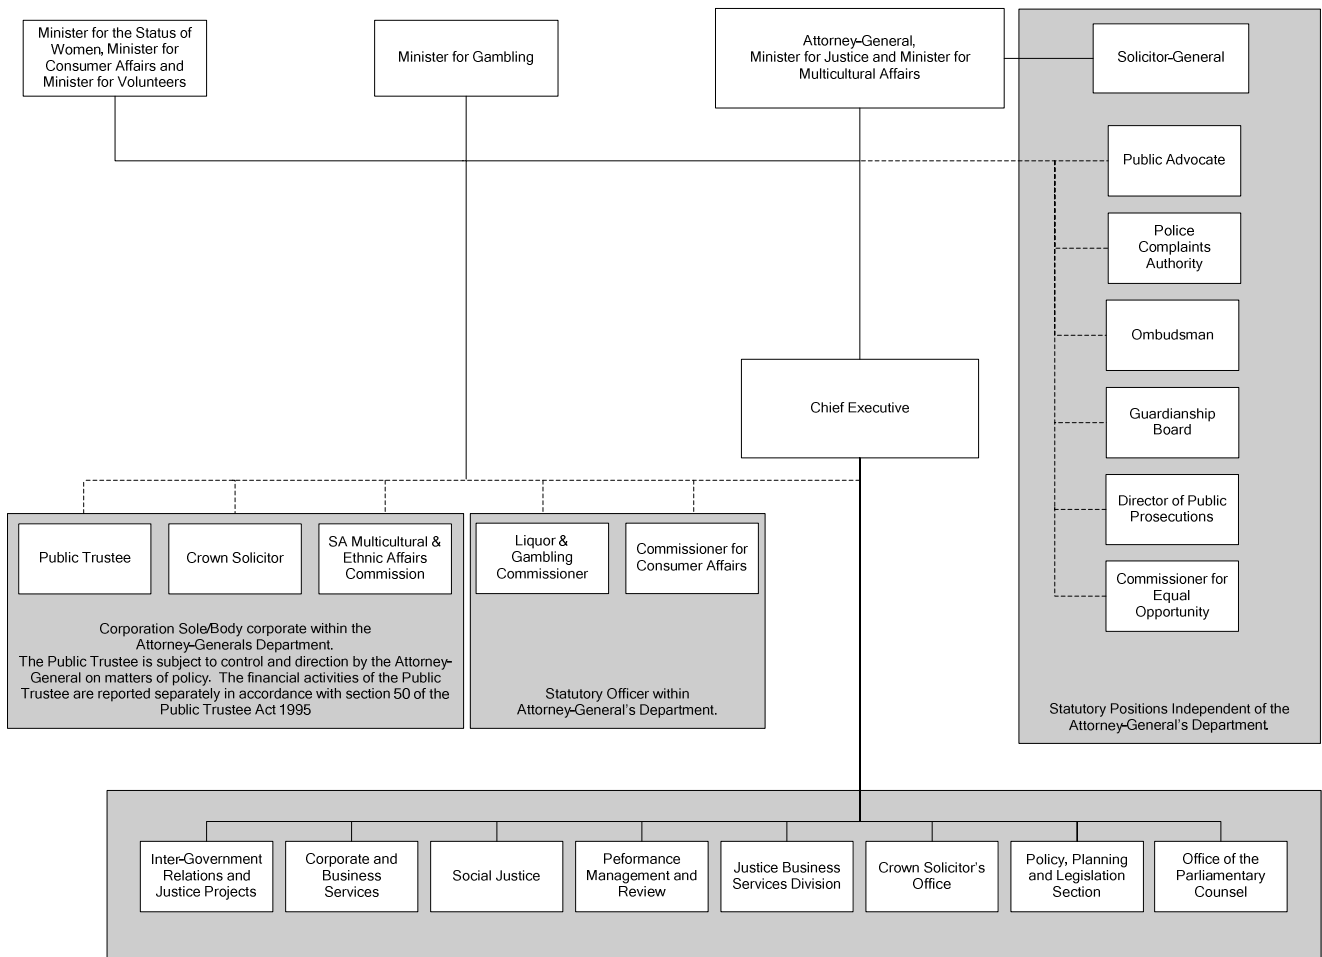 Minister for the Status of
Women, Minister for
Consumer Affairs and
Minister for Volunteers
Minister for Gambling
Attorney-General,
Minister for Justice and Minister for
Multicultural Affairs
Solicitor-General
Public Advocate
Police
Complaints
Authority
Ombudsman
Guardianship
Board
Director of Public
Prosecutions
Commissioner for
Equal
Opportunity
Statutory Positions Independent of the
Attorney-General's Department.
Chief Executive
Public Trustee
Crown Solicitor
SA Multicultural &
Ethnic Affairs
Commission
Corporation Sole/Body corporate within the
Attorney-Generals Department.
The Public Trustee is subject to control and direction by the Attorney-
General on matters of policy.  The financial activities of the Public
Trustee are reported separately in accordance with section 50 of the
Public Trustee Act 1995
Liquor &
Gambling
Commissioner
Commissioner for
Consumer Affairs
Statutory Officer within
Attorney-General's Department.
Inter-Government
Relations and
Justice Projects
Corporate and
Business
Services
Social Justice
Peformance
Management and
Review
Justice Business
Services Division
Crown Solicitor's
Office
Policy, Planning
and Legislation
Section
Office of the
Parliamentary
Counsel